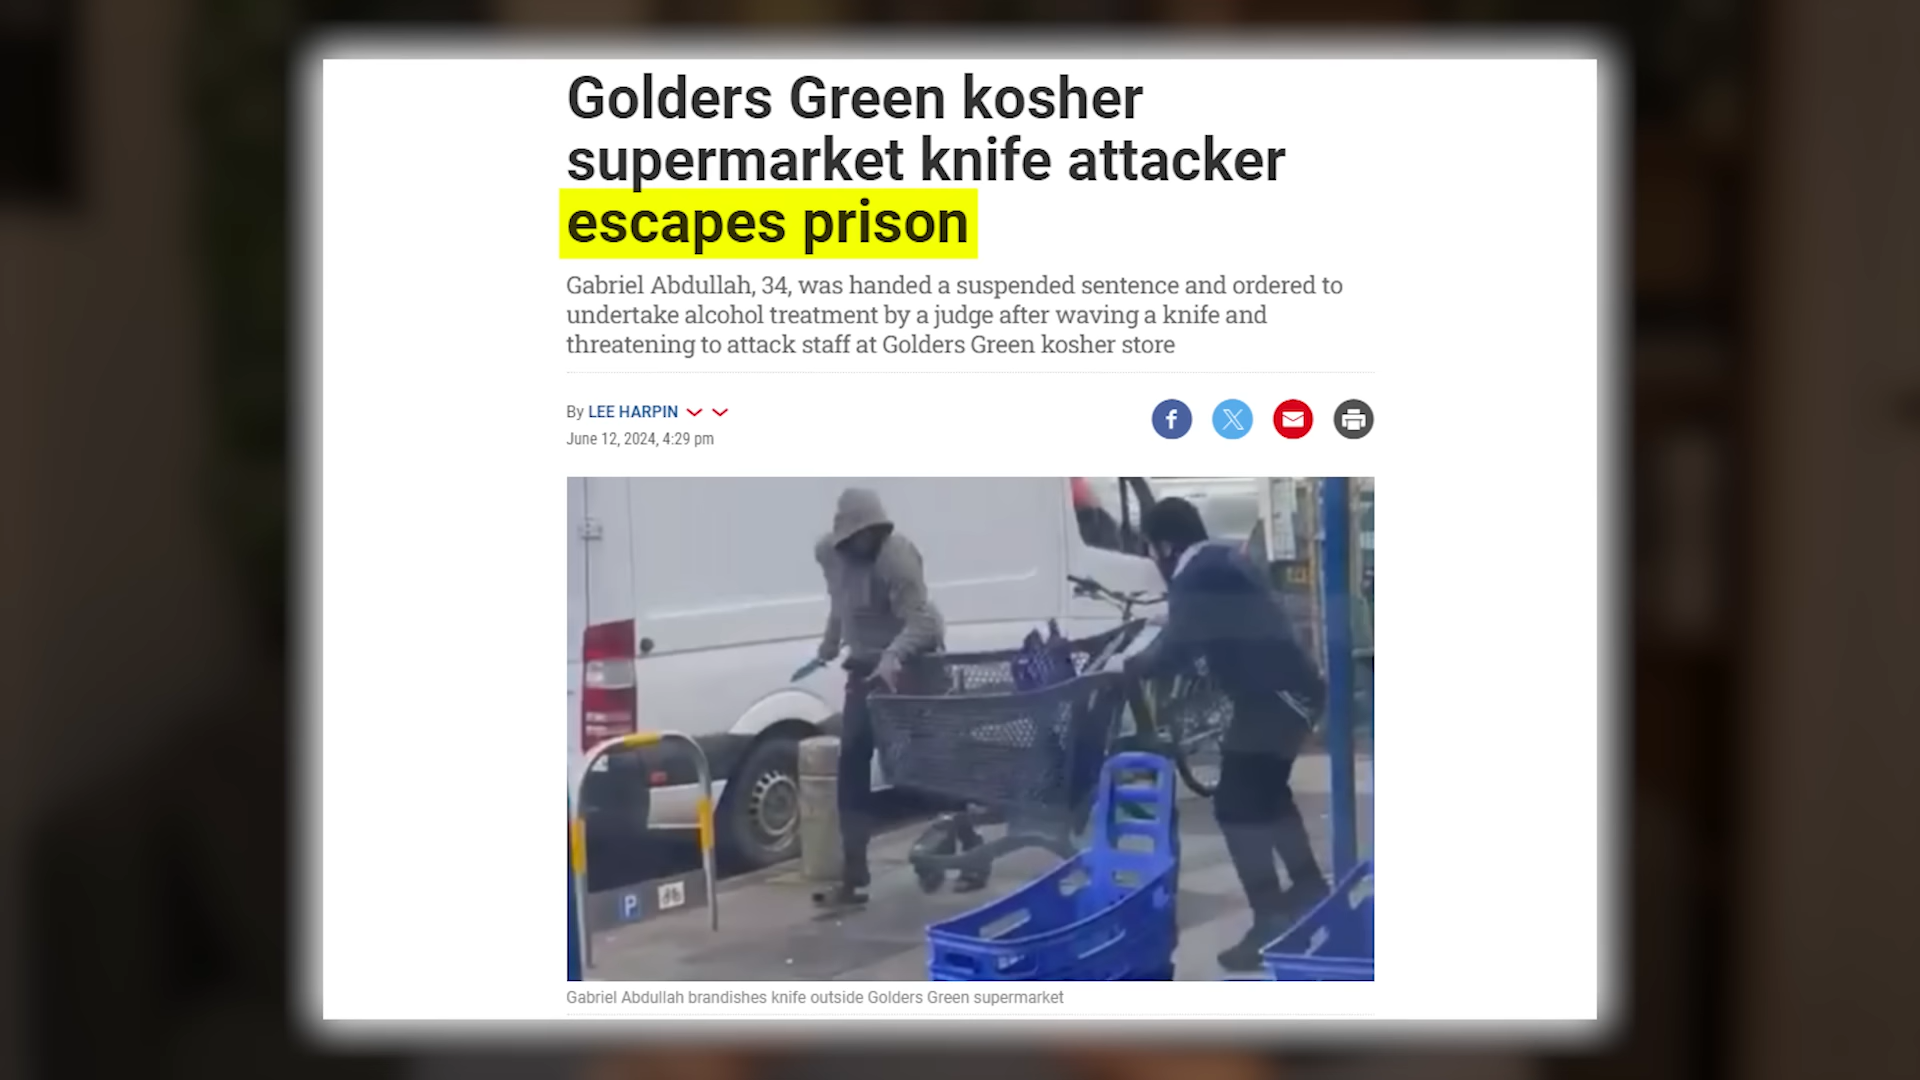 Golders Green kosher
supermarket knife attacker
escapes prison
Gabriel Abdullah, 34, was handed a suspended sentence and ordered to
undertake alcohol treatment by a judge after waving a knife and
threatening to attack staff at Golders Green kosher store
By LEE HARPIN
June 12, 2024, 4:29 pm
P
Gabriel Abdullah brandishes knife outside Golders Green supermarket